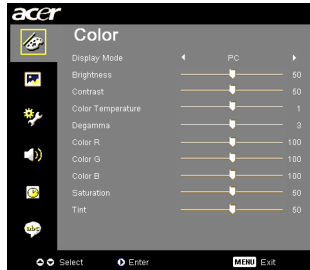 acer
Color
Display Mode PC
Brightness 50
Contrast 50
Color Temperature 1
Degamma 3
Color R 100
Color G 100
Color B 100
Saturation 50
Tint 50
abc
Select Enter MENU Exit